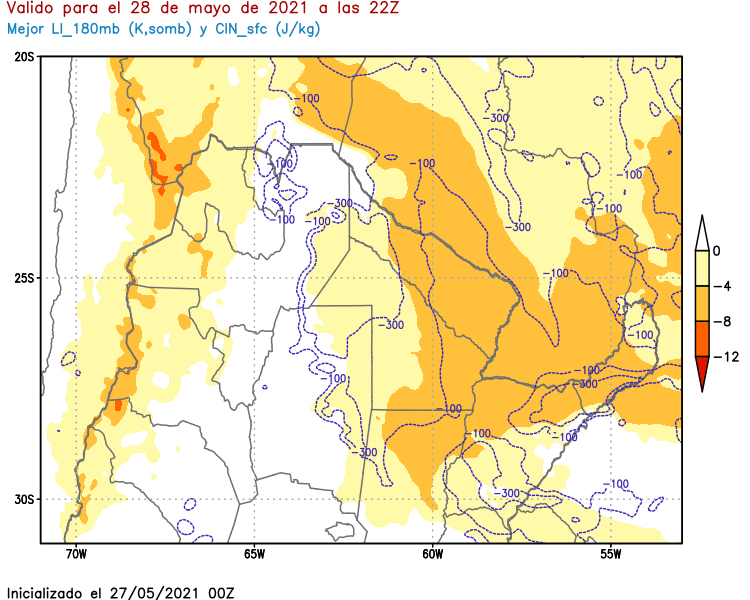 Valido para el 28 de mayo de 2021 a las 22Z
Mejor LI_180mb (K,somb) y CIN_sfc (J/kg)
20S
-100
-300
-100
-100
-100
-300
-100
-100
-100
-300
0
25S
-100
-4
-300
-100
-8
-12
-100
-100
-300
-100
-100
-100
-300
-100
-300
30S
70W
65W
60W
55W
Inicializado el 27/05/2021 00Z